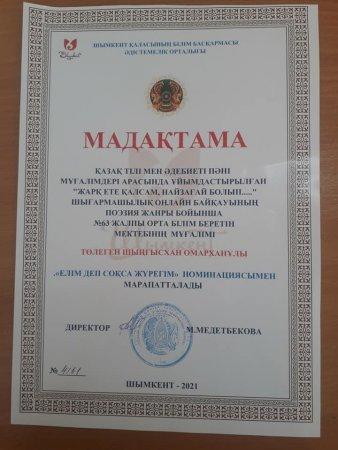 ШЫМКЕНТ ҚАЛАСЫНЫҢ БІЛІМ БАСҚАРМАСЫ
ӘДІСТЕМЕЛІК ОРТАЛЫҒЫ
МАДАҚТАМА
ҚАЗАҚ ТІЛІ МЕН ӘДЕБИЕТІ ПӘНІ
МҰҒАЛІМДЕРІ АРАСЫНДА ҰЙЫМДАСТЫРЫЛҒАН
"ЖАРҚ ЕТЕ ҚАЛСАМ, НАЙЗАҒАЙ БОЛЫП....."
ШЫҒАРМАШЫЛЫҚ ОНЛАЙН БАЙҚАУЫНЫҢ
ПОЭЗИЯ ЖАНРЫ БОЙЫНША
№63 ЖАЛПЫ ОРТА БІЛІМ БЕРЕТІН
МЕКТЕБІНІҢ МҰҒАЛІМІ
ТӨЛЕГЕН ШЫҢҒЫСХАН ОМАРХАНҰЛЫ
.«ЕЛІМ ДЕП СОҚСА ЖҮРЕГІМ» НОМИНАЦИЯСЫМЕН
МАРАПАТТАЛАДЫ
ДИРЕКТОР М.МЕДЕТБЕКОВА
№ 4161
ШЫМКЕНТ - 2021